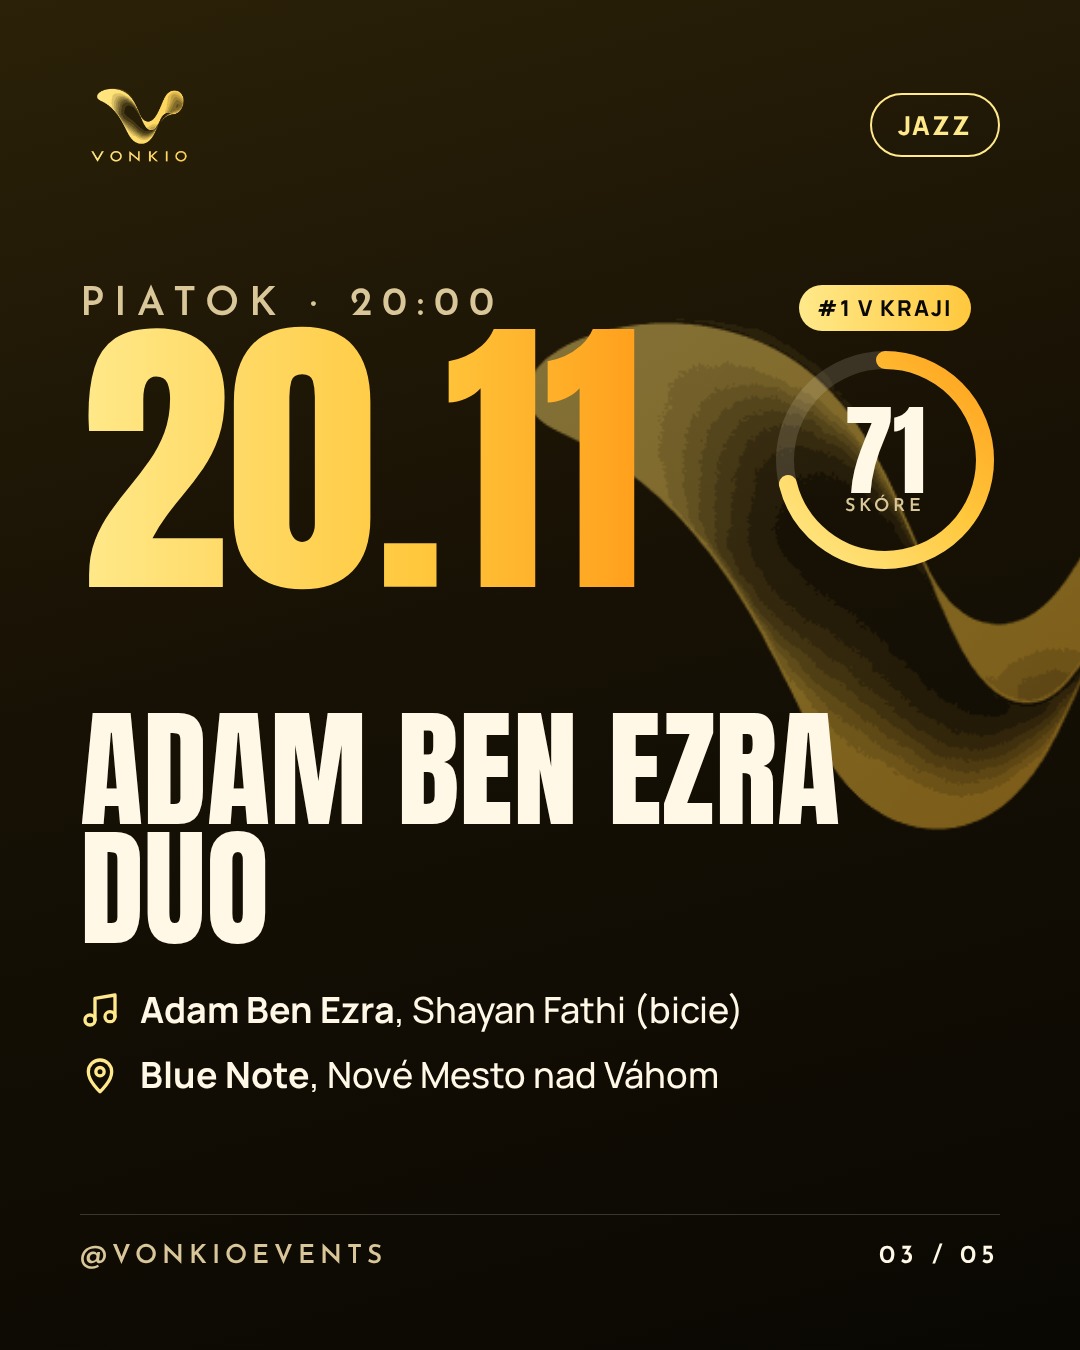 VONKIO
JAZZ
PIATOK · 20:00
#1 V KRAJI
20.11
71
SKÓRE
ADAM BEN EZRA
DUO
Adam Ben Ezra, Shayan Fathi (bicie)
Blue Note, Nové Mesto nad Váhom
@VONKIOEVENTS
03 / 05